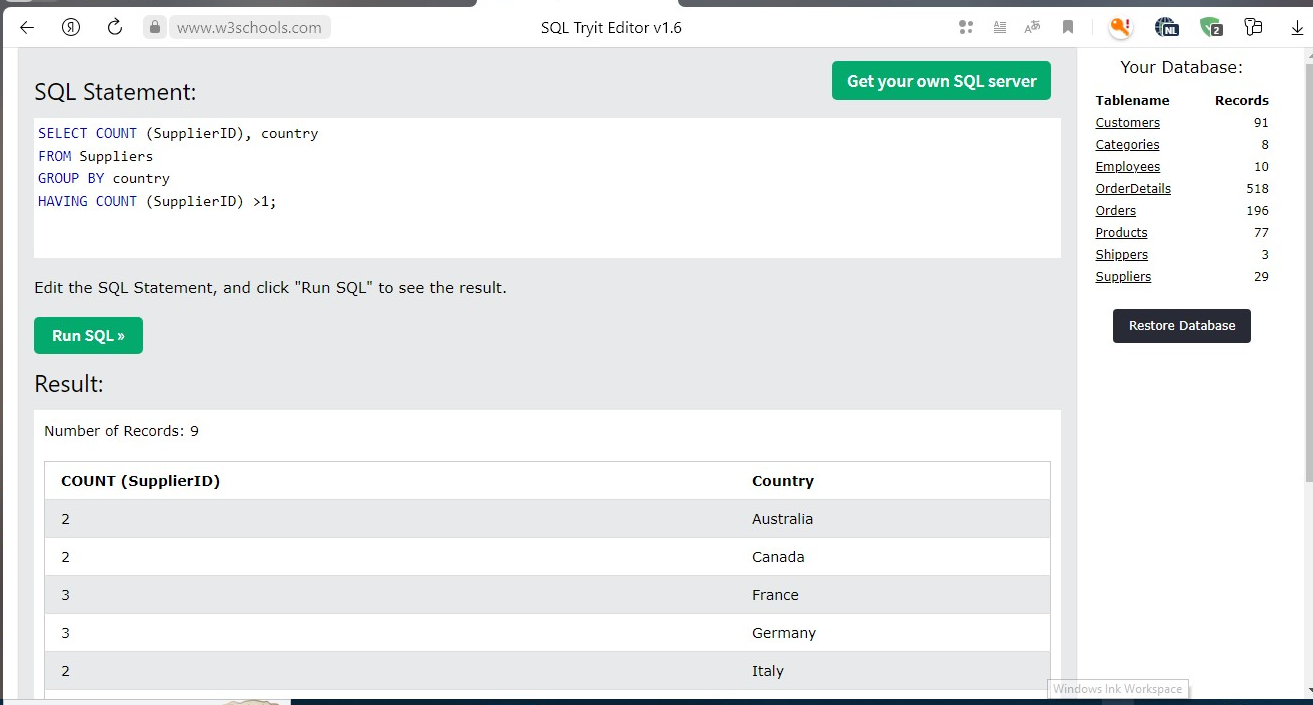 www.w3schools.com
SQL Tryit Editor v1.6
NL
2
SQL Statement:
Get your own SQL server
SELECT COUNT (SupplierID), country
FROM Suppliers
GROUP BY country
HAVING COUNT (SupplierID) >1;
Edit the SQL Statement, and click "Run SQL" to see the result.
Run SQL »
Result:
Number of Records: 9
COUNT (SupplierID) Country
2 Australia
2 Canada
3 France
3 Germany
2 Italy
Your Database:
Tablename Records
Customers 91
Categories 8
Employees 10
OrderDetails 518
Orders 196
Products 77
Shippers 3
Suppliers 29
Restore Database
Windows Ink Workspace